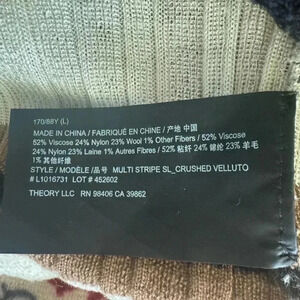 170/88Y (L)
MADE IN CHINA / FABRIQUÉ EN CHINE / 产地 中国
52% Viscose 24% Nylon 23% Wool 1% Other Fibers / 52% Viscose
24% Nylon 23% Laine 1% Autres Fibres / 52% 粘纤 24% 锦纶 23% 羊毛
1% 其他纤维
STYLE / MODÈLE /品号 MULTI STRIPE SL_CRUSHED VELLUTO
# L1016731 LOT # 452602
THEORY LLC RN 98406 CA 39862